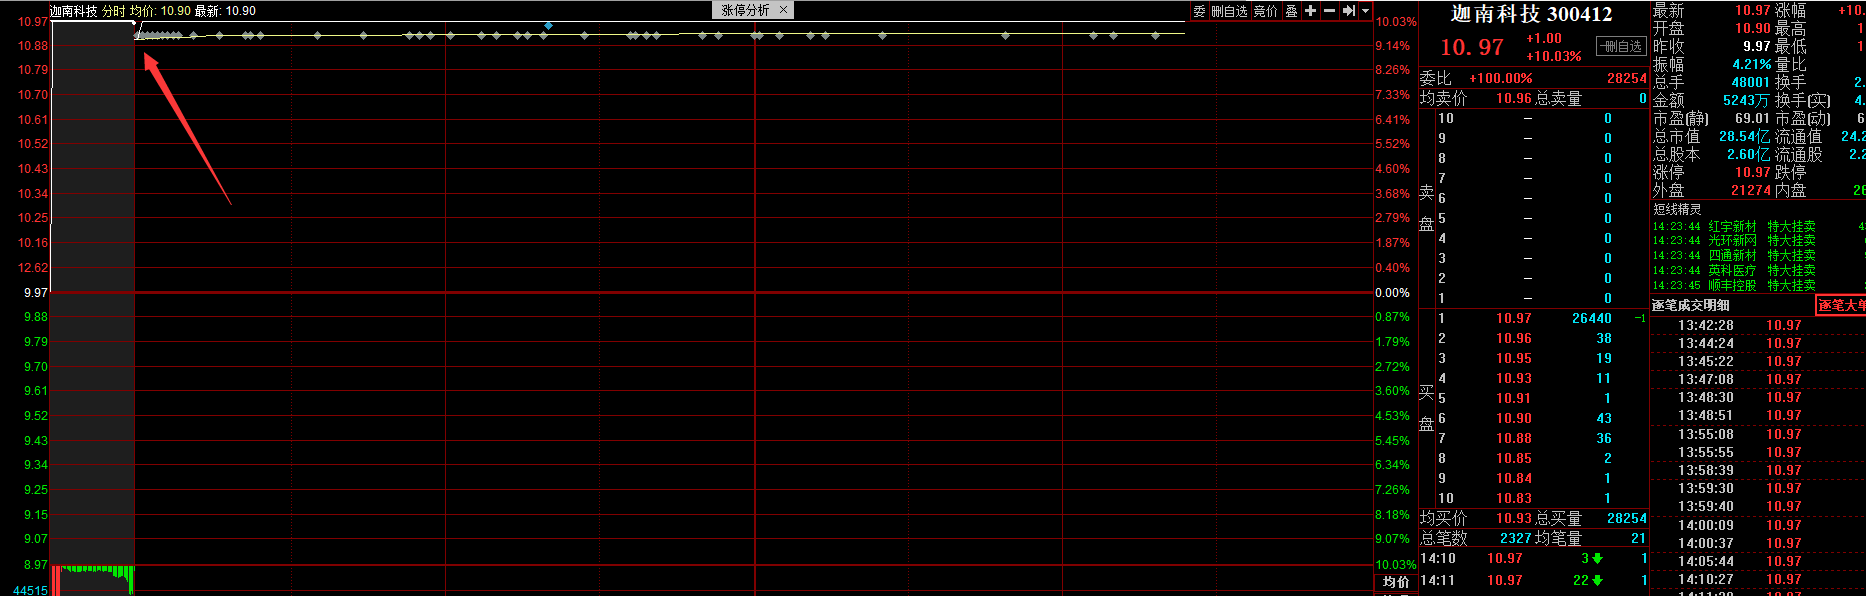 迦南科技 分时 均价: 10.90 最新: 10.90
涨停分析 ×
委 删自选 竞价 叠
10.97
10.88
10.79
10.70
10.61
10.52
10.43
10.34
10.25
10.16
12.62
9.97
9.88
9.79
9.70
9.61
9.52
9.43
9.34
9.25
9.15
9.07
8.97
44515
10.03%
9.14%
8.26%
7.33%
6.41%
5.52%
4.60%
3.68%
2.79%
1.87%
0.40%
0.00%
0.87%
1.79%
2.72%
3.60%
4.53%
5.45%
6.34%
7.26%
8.18%
9.07%
10.03%
均价
迦南科技 300412
10.97 +1.00 +10.03% 删自选
委比 +100.00% 28254
均卖价 10.96 总卖量 0
卖盘
10 – 0
9 – 0
8 – 0
7 – 0
6 – 0
5 – 0
4 – 0
3 – 0
2 – 0
1 – 0
买盘
1 10.97 26440 -1
2 10.96 38
3 10.95 19
4 10.93 11
5 10.91 1
6 10.90 43
7 10.88 36
8 10.85 2
9 10.84 1
10 10.83 1
均买价 10.93 总买量 28254
总笔数 2327 均笔量 21
14:10 10.97 3 1
14:11 10.97 22 1
最新 10.97 涨幅 +10.
开盘 10.90 最高 1
昨收 9.97 最低 1
振幅 4.21% 量比
总手 48001 换手 2.
金额 5243万 换手(实) 4.
市盈(静) 69.01 市盈(动) 6
总市值 28.54亿 流通值 24.2
总股本 2.60亿 流通股 2.2
涨停 10.97 跌停
外盘 21274 内盘 26
短线精灵
14:23:44 红宇新材 特大挂卖 4
14:23:44 光环新网 特大挂卖
14:23:44 四通新材 特大挂卖
14:23:44 英科医疗 特大挂卖
14:23:45 顺丰控股 特大挂卖
逐笔成交明细 逐笔大单
13:42:28 10.97
13:44:24 10.97
13:45:22 10.97
13:47:08 10.97
13:48:30 10.97
13:48:51 10.97
13:55:08 10.97
13:55:55 10.97
13:58:39 10.97
13:59:30 10.97
13:59:40 10.97
14:00:09 10.97
14:00:37 10.97
14:05:44 10.97
14:10:27 10.97